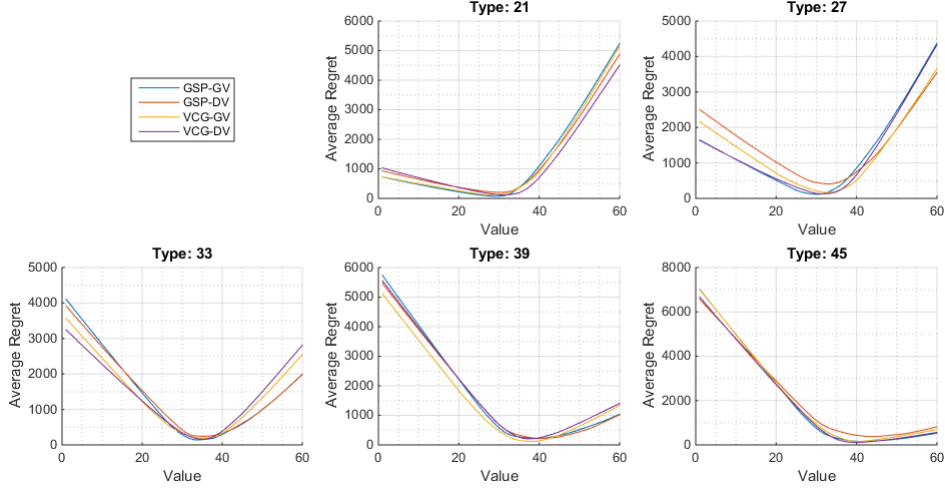 GSP-GV
GSP-DV
VCG-GV
VCG-DV
Type: 21
6000
5000
4000
3000
2000
1000
0
Average Regret
0 20 40 60
Value
Type: 27
5000
4000
3000
2000
1000
0
Average Regret
0 20 40 60
Value
Type: 33
5000
4000
3000
2000
1000
0
Average Regret
0 20 40 60
Value
Type: 39
6000
5000
4000
3000
2000
1000
0
Average Regret
0 20 40 60
Value
Type: 45
8000
6000
4000
2000
0
Average Regret
0 20 40 60
Value